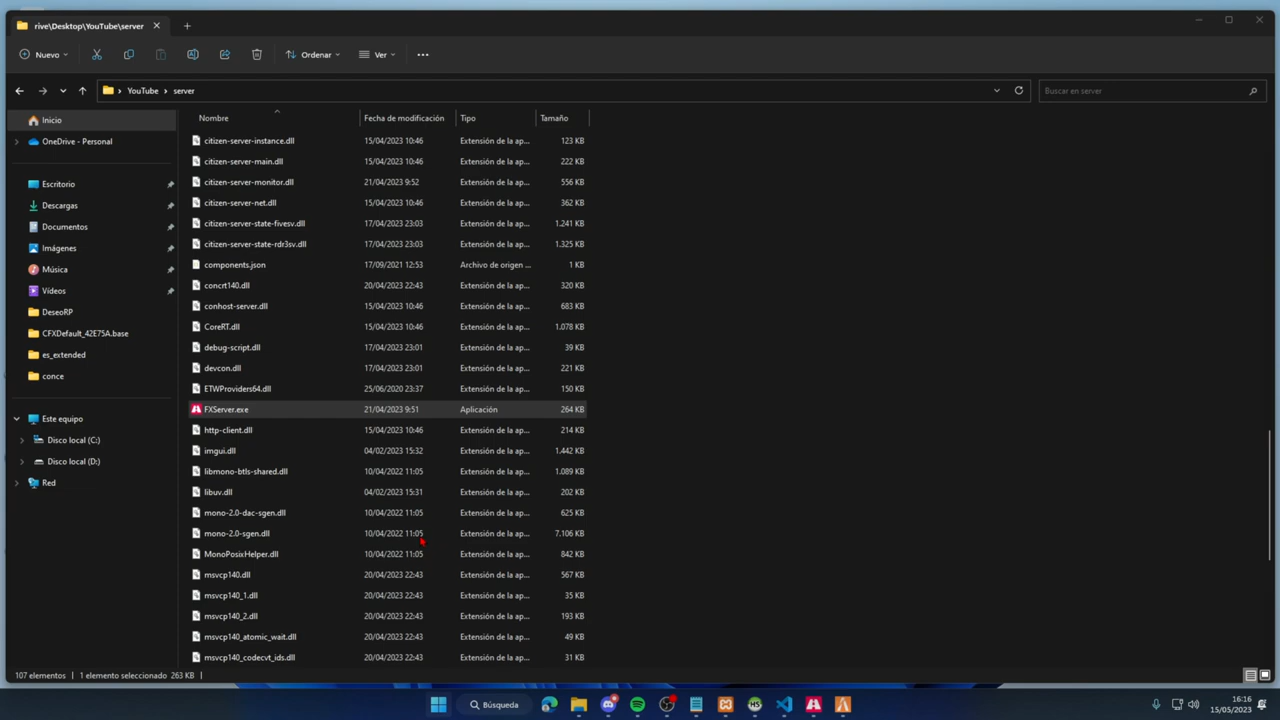 rive\Desktop\YouTube\server
Nuevo
Ordenar
Ver
YouTube > server
Buscar en server
Inicio
OneDrive - Personal
Escritorio
Descargas
Documentos
Imágenes
Música
Vídeos
DeseoRP
CFXDefault_42E75A.base
es_extended
conce
Este equipo
Disco local (C:)
Disco local (D:)
Red
Nombre Fecha de modificación Tipo Tamaño
citizen-server-instance.dll 15/04/2023 10:46 Extensión de la ap... 123 KB
citizen-server-main.dll 15/04/2023 10:46 Extensión de la ap... 222 KB
citizen-server-monitor.dll 21/04/2023 9:52 Extensión de la ap... 556 KB
citizen-server-net.dll 15/04/2023 10:46 Extensión de la ap... 362 KB
citizen-server-state-fivesv.dll 17/04/2023 23:03 Extensión de la ap... 1.241 KB
citizen-server-state-rdr3sv.dll 17/04/2023 23:03 Extensión de la ap... 1.325 KB
components.json 17/09/2021 12:53 Archivo de origen ... 1 KB
concrt140.dll 20/04/2023 22:43 Extensión de la ap... 320 KB
conhost-server.dll 15/04/2023 10:46 Extensión de la ap... 683 KB
CoreRT.dll 15/04/2023 10:46 Extensión de la ap... 1.078 KB
debug-script.dll 17/04/2023 23:01 Extensión de la ap... 39 KB
devcon.dll 17/04/2023 23:01 Extensión de la ap... 221 KB
ETWProviders64.dll 25/06/2020 23:37 Extensión de la ap... 150 KB
FXServer.exe 21/04/2023 9:51 Aplicación 264 KB
http-client.dll 15/04/2023 10:46 Extensión de la ap... 214 KB
imgui.dll 04/02/2023 15:32 Extensión de la ap... 1.442 KB
libmono-btls-shared.dll 10/04/2022 11:05 Extensión de la ap... 1.089 KB
libuv.dll 04/02/2023 15:31 Extensión de la ap... 202 KB
mono-2.0-dac-sgen.dll 10/04/2022 11:05 Extensión de la ap... 625 KB
mono-2.0-sgen.dll 10/04/2022 11:05 Extensión de la ap... 7.106 KB
MonoPosixHelper.dll 10/04/2022 11:05 Extensión de la ap... 842 KB
msvcp140.dll 20/04/2023 22:43 Extensión de la ap... 567 KB
msvcp140_1.dll 20/04/2023 22:43 Extensión de la ap... 35 KB
msvcp140_2.dll 20/04/2023 22:43 Extensión de la ap... 193 KB
msvcp140_atomic_wait.dll 20/04/2023 22:43 Extensión de la ap... 49 KB
msvcp140_codecvt_ids.dll 20/04/2023 22:43 Extensión de la ap... 31 KB
107 elementos 1 elemento seleccionado 263 KB
Búsqueda
HS
16:16
15/05/2023